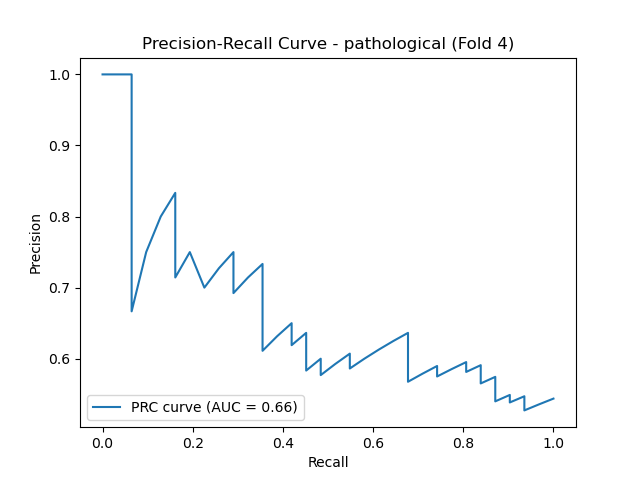 Precision-Recall Curve - pathological (Fold 4)
1.0
0.9
0.8
0.7
0.6
Precision
PRC curve (AUC = 0.66)
0.0 0.2 0.4 0.6 0.8 1.0
Recall